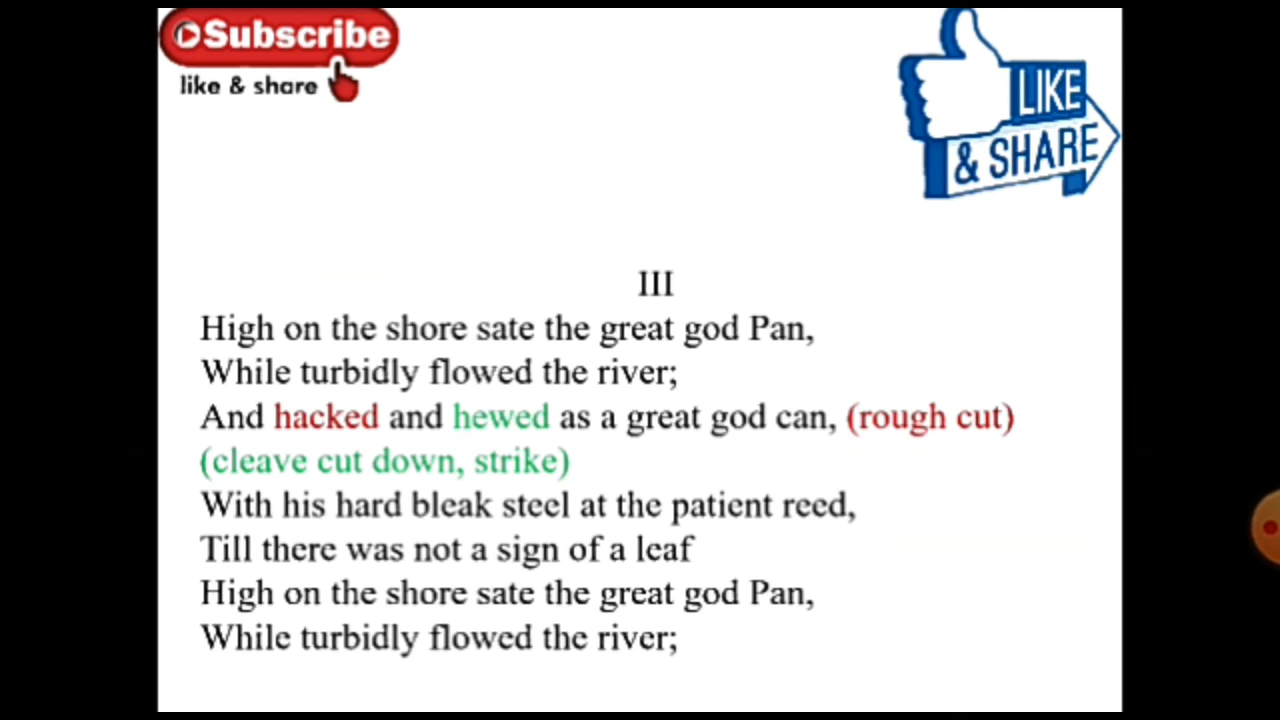 Subscribe
like & share
LIKE
& SHARE
III
High on the shore sate the great god Pan,
While turbidly flowed the river;
And hacked and hewed as a great god can, (rough cut)
(cleave cut down, strike)
With his hard bleak steel at the patient reed,
Till there was not a sign of a leaf
High on the shore sate the great god Pan,
While turbidly flowed the river;